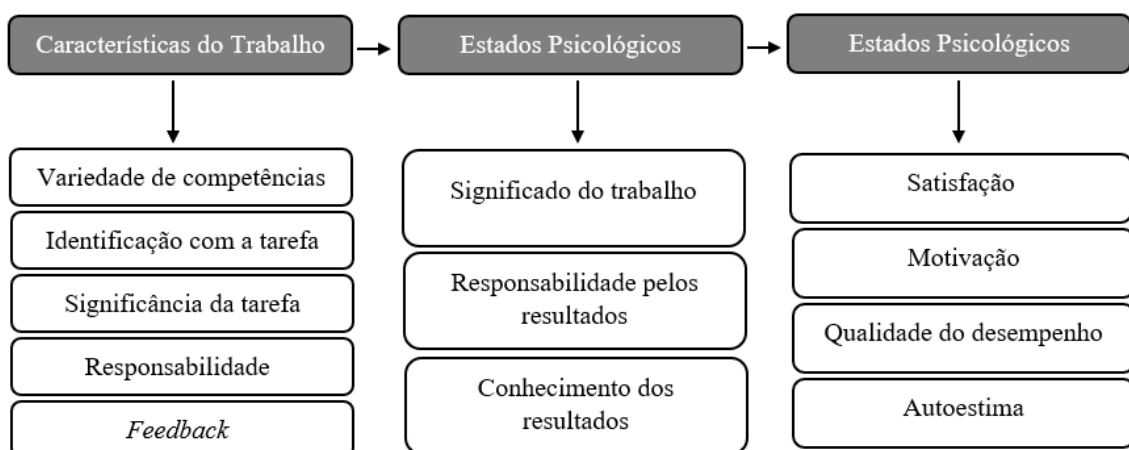 Características do Trabalho
Estados Psicológicos
Estados Psicológicos
Variedade de competências
Identificação com a tarefa
Significância da tarefa
Responsabilidade
Feedback
Significado do trabalho
Responsabilidade pelos
resultados
Conhecimento dos
resultados
Satisfação
Motivação
Qualidade do desempenho
Autoestima